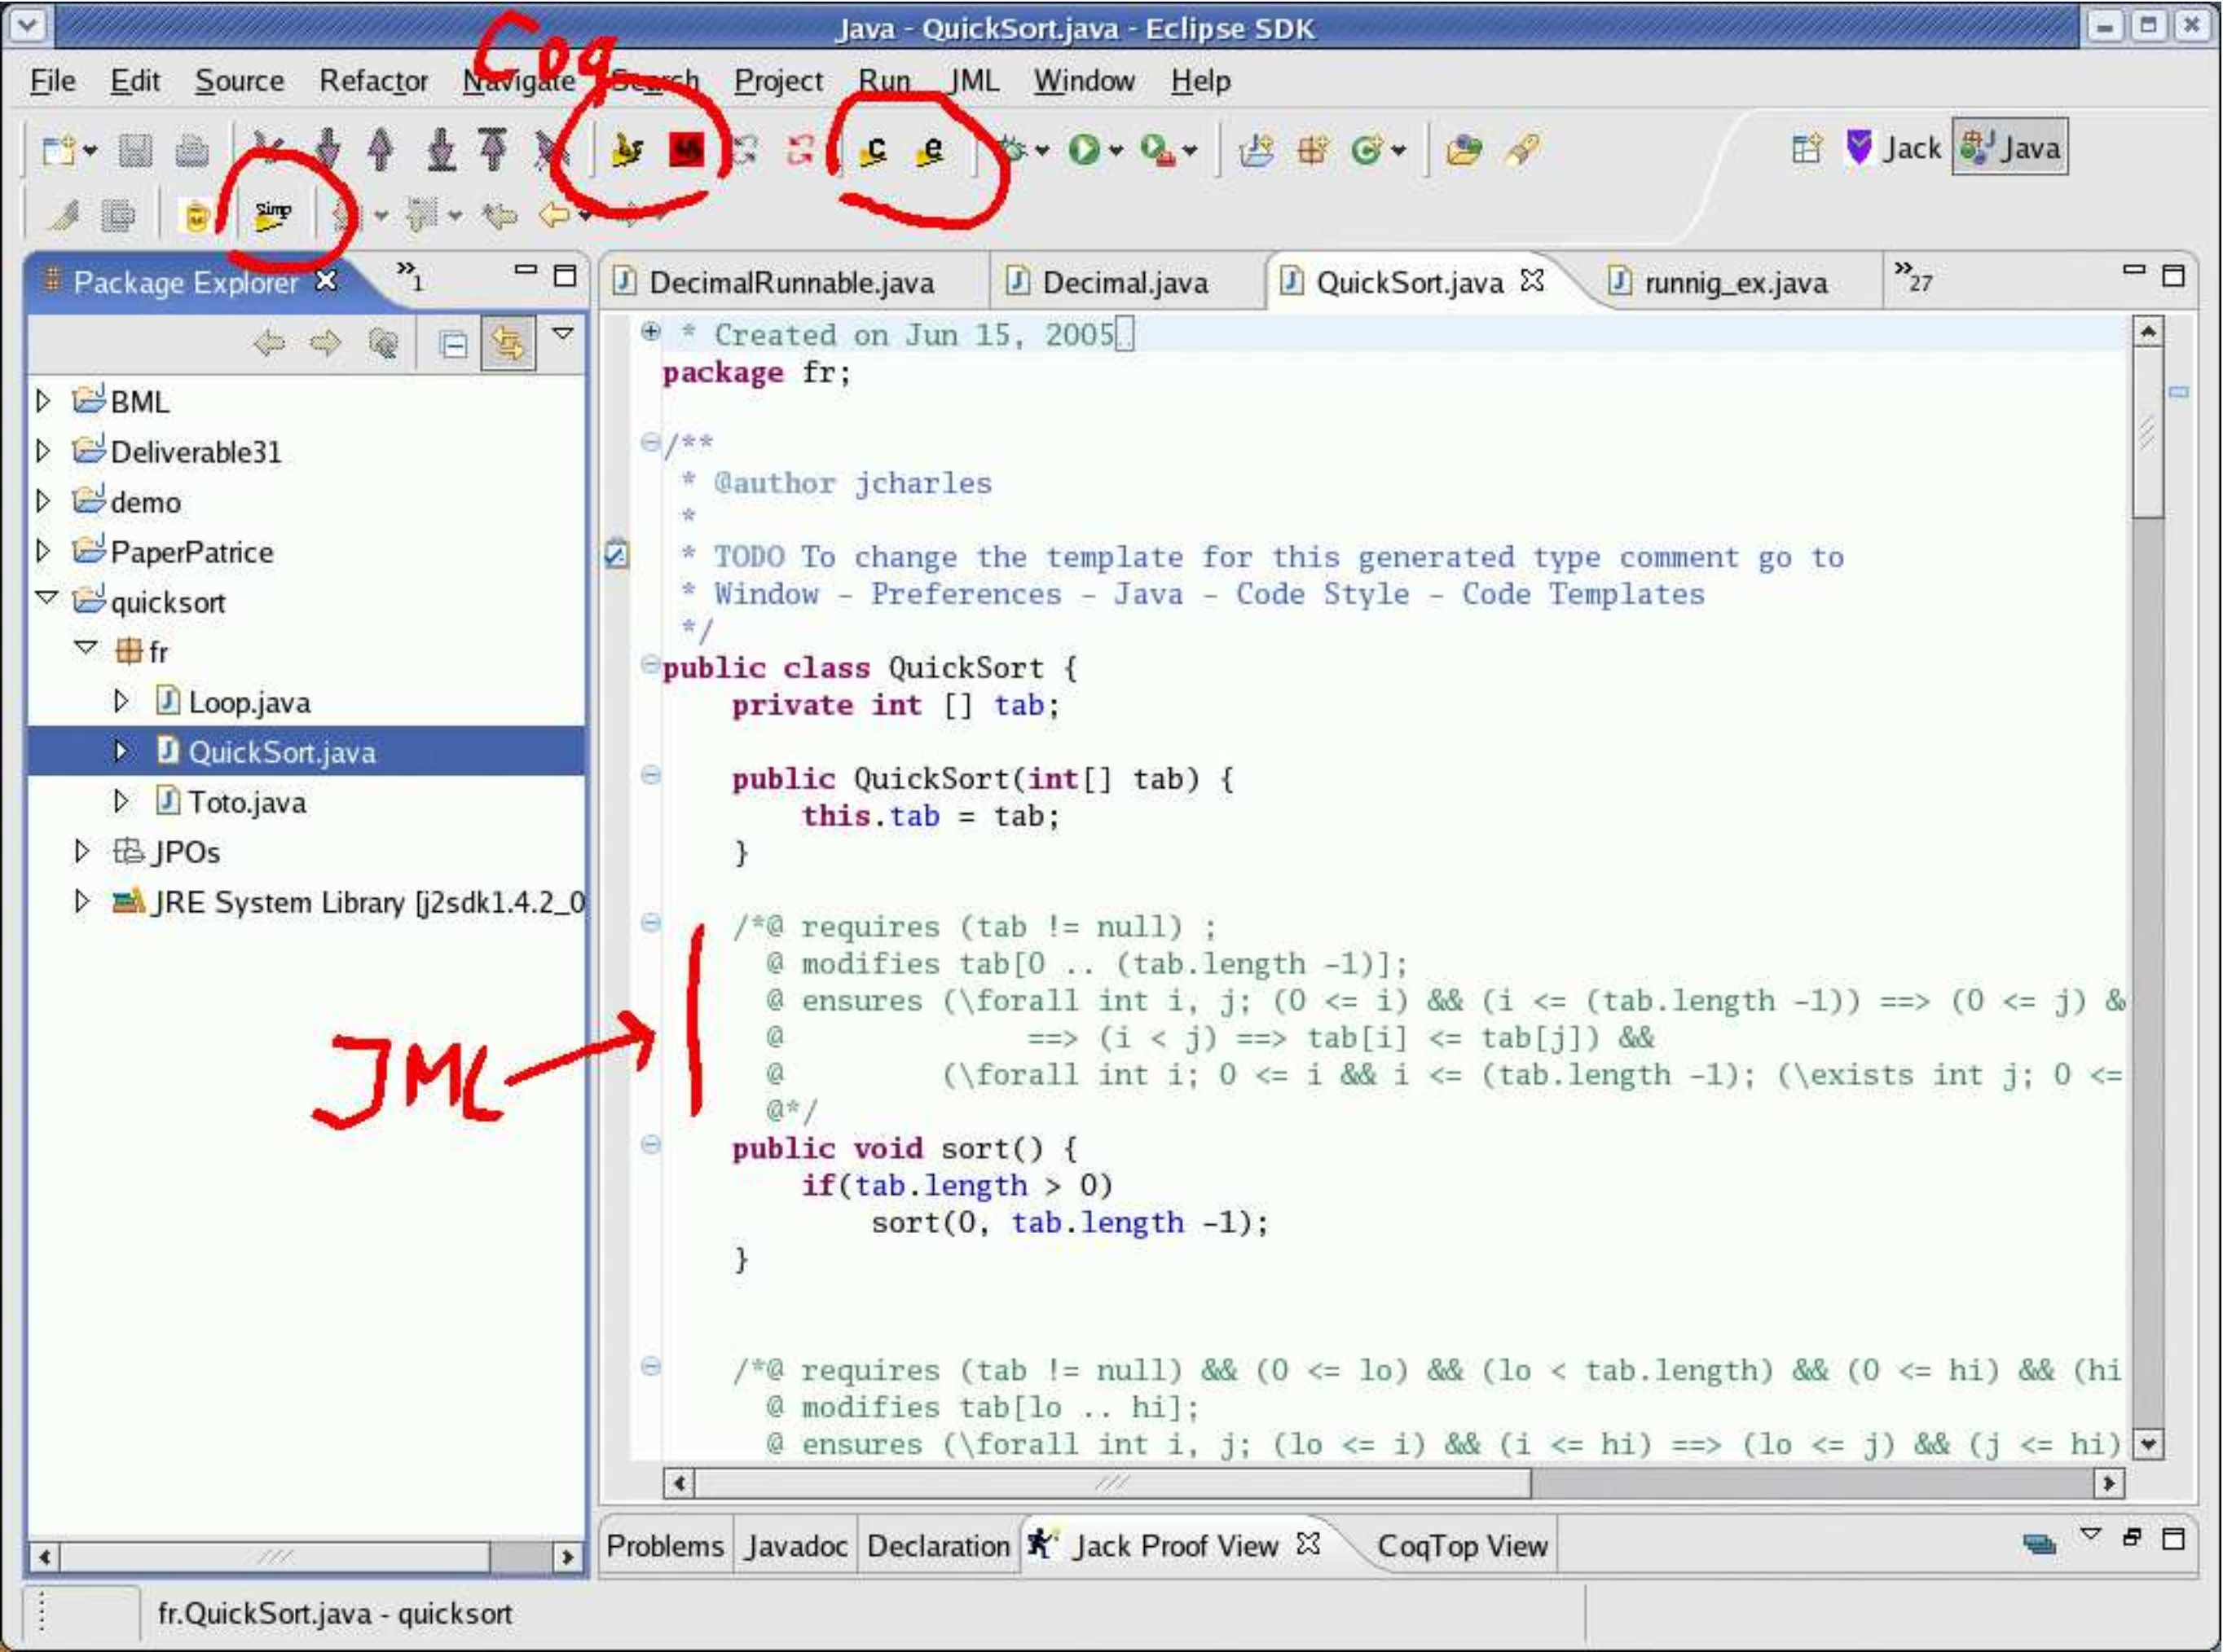 Java - QuickSort.java - Eclipse SDK
Coq
File Edit Source Refactor Navigate Search Project Run JML Window Help
c e
Jack Java
Simp
Package Explorer »1
DecimalRunnable.java Decimal.java QuickSort.java runnig_ex.java »27
* Created on Jun 15, 2005
package fr;
BML
/**
Deliverable31
* @author jcharles
demo
*
PaperPatrice
* TODO To change the template for this generated type comment go to
* Window - Preferences - Java - Code Style - Code Templates
quicksort
*/
fr
public class QuickSort {
Loop.java
private int [] tab;
QuickSort.java
public QuickSort(int[] tab) {
Toto.java
this.tab = tab;
JPOs
}
JRE System Library [j2sdk1.4.2_0
/*@ requires (tab != null) ;
@ modifies tab[0 .. (tab.length -1)];
@ ensures (\forall int i, j; (0 <= i) && (i <= (tab.length -1)) ==> (0 <= j) &
@ ==> (i < j) ==> tab[i] <= tab[j]) &&
JML
@ (\forall int i; 0 <= i && i <= (tab.length -1); (\exists int j; 0 <=
@*/
public void sort() {
if(tab.length > 0)
sort(0, tab.length -1);
}
/*@ requires (tab != null) && (0 <= lo) && (lo < tab.length) && (0 <= hi) && (hi
@ modifies tab[lo .. hi];
@ ensures (\forall int i, j; (lo <= i) && (i <= hi) ==> (lo <= j) && (j <= hi)
Problems Javadoc Declaration Jack Proof View CoqTop View
fr.QuickSort.java - quicksort